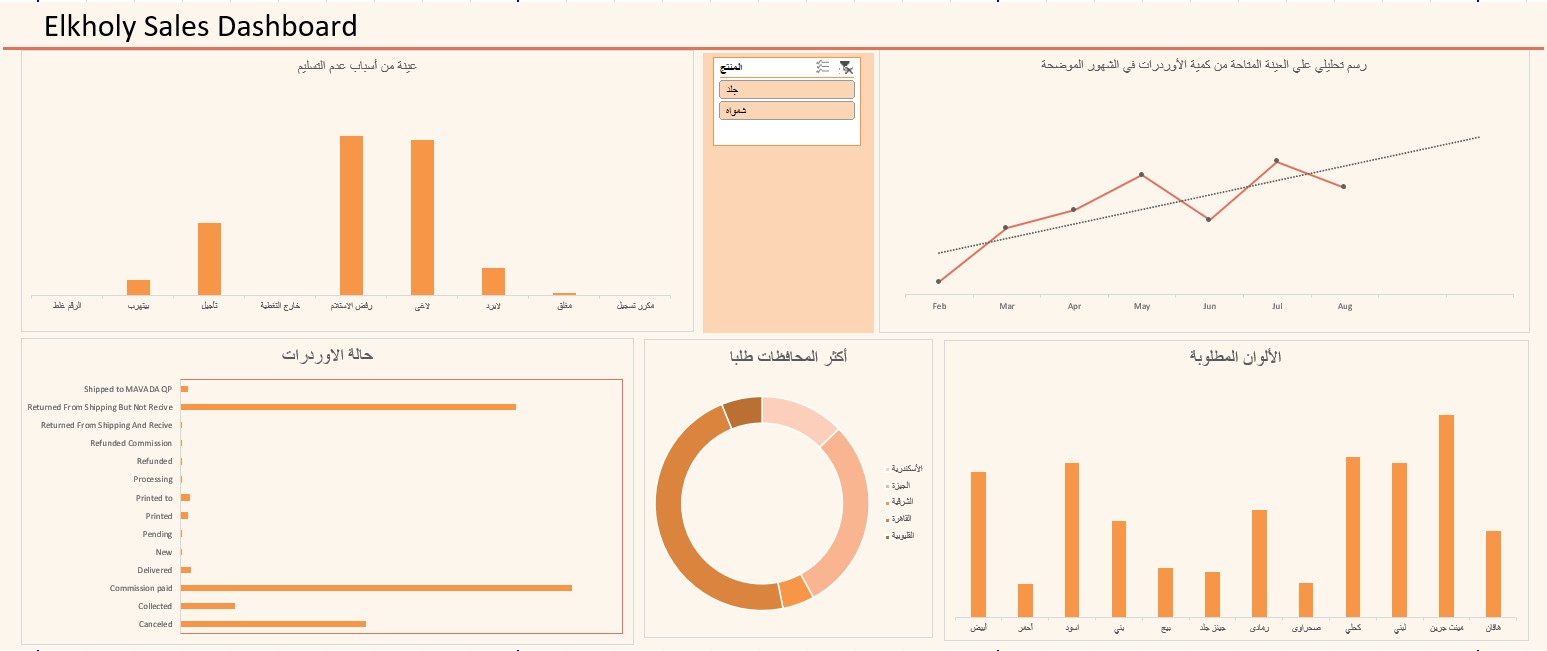 Elkholy Sales Dashboard
عينة من أسباب عدم التسليم
الرقم غلط
بيتهرب
تأجيل
خارج التغطية
رفض الاستلام
لاغى
لايرد
مغلق
مكرر تسجيل
المنتج
جلد
شمواه
رسم تحليلي علي العينة المتاحة من كمية الأوردرات في الشهور الموضحة
Feb Mar Apr May Jun Jul Aug
حالة الاوردرات
Shipped to MAVADA QP
Returned From Shipping But Not Recive
Returned From Shipping And Recive
Refunded Commission
Refunded
Processing
Printed to
Printed
Pending
New
Delivered
Commission paid
Collected
Canceled
أكثر المحافظات طلبا
الأسكندرية
الجيزة
الشرقية
القاهرة
القليوبية
الألوان المطلوبة
أبيض
أحمر
اسود
بني
بيج
جينز جلد
رمادى
صحراوى
كحلي
لبني
مينت جرين
هافان